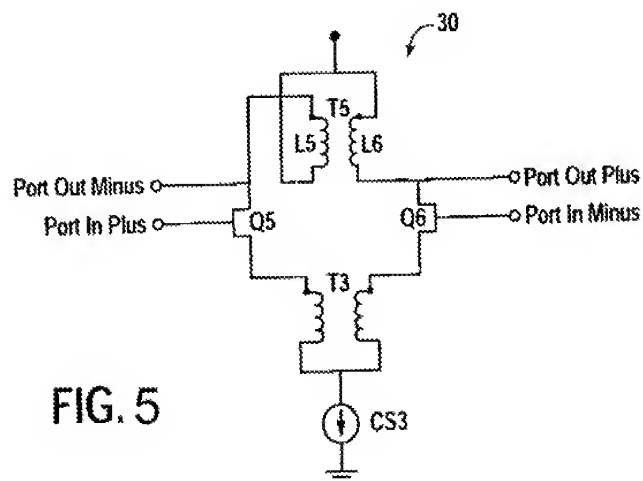 30
T5
L5 L6
Port Out Minus
Port Out Plus
Port In Plus
Q5
Q6
Port In Minus
T3
FIG. 5
CS3